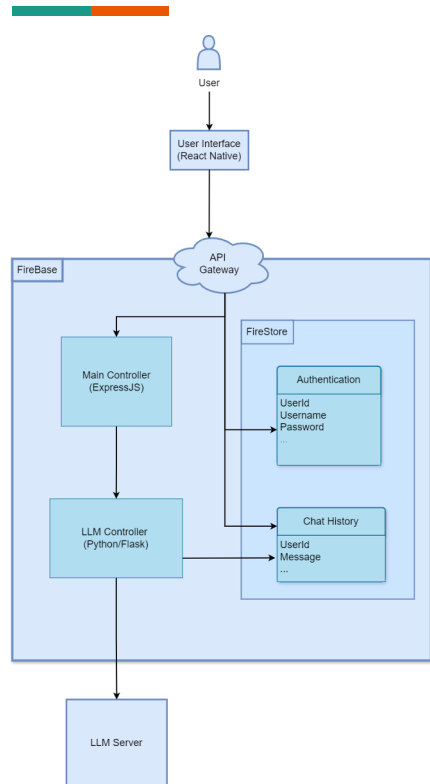 User
User Interface
(React Native)
API
Gateway
FireBase
FireStore
Main Controller
(ExpressJS)
Authentication
UserId
Username
Password
...
LLM Controller
(Python/Flask)
Chat History
UserId
Message
...
LLM Server